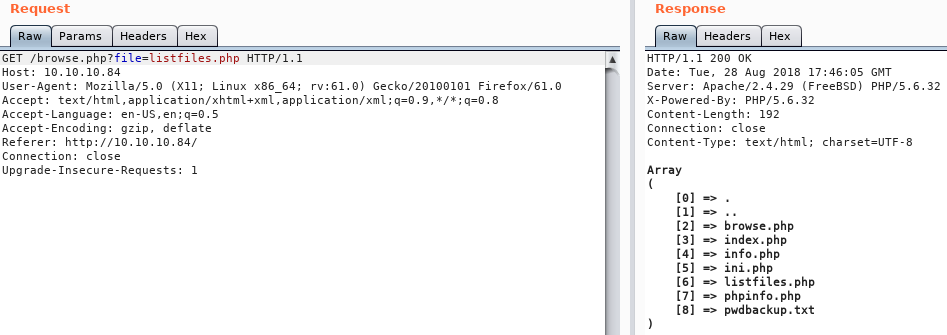 Request
Raw Params Headers Hex
GET /browse.php?file=listfiles.php HTTP/1.1
Host: 10.10.10.84
User-Agent: Mozilla/5.0 (X11; Linux x86_64; rv:61.0) Gecko/20100101 Firefox/61.0
Accept: text/html,application/xhtml+xml,application/xml;q=0.9,*/*;q=0.8
Accept-Language: en-US,en;q=0.5
Accept-Encoding: gzip, deflate
Referer: http://10.10.10.84/
Connection: close
Upgrade-Insecure-Requests: 1
Response
Raw Headers Hex
HTTP/1.1 200 OK
Date: Tue, 28 Aug 2018 17:46:05 GMT
Server: Apache/2.4.29 (FreeBSD) PHP/5.6.32
X-Powered-By: PHP/5.6.32
Content-Length: 192
Connection: close
Content-Type: text/html; charset=UTF-8
Array
(
[0] => .
[1] => ..
[2] => browse.php
[3] => index.php
[4] => info.php
[5] => ini.php
[6] => listfiles.php
[7] => phpinfo.php
[8] => pwdbackup.txt
)